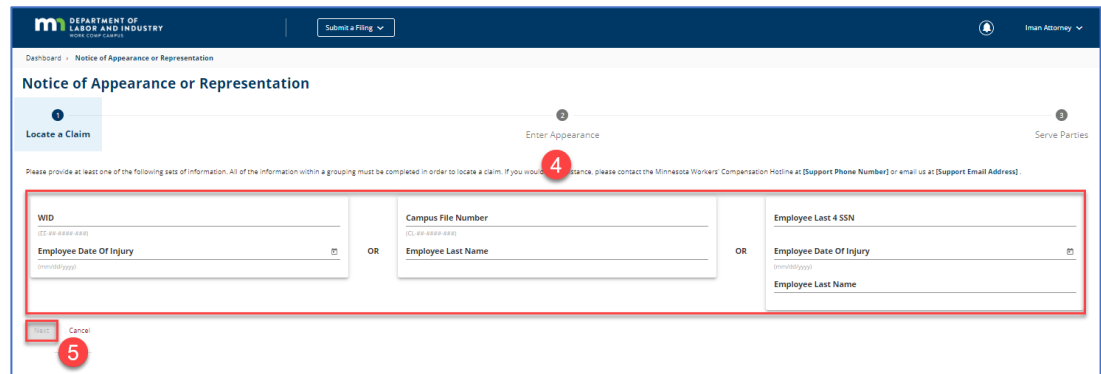 DEPARTMENT OF
LABOR AND INDUSTRY
WORK COMP CAMPUS
Submit a Filing
Iman Attorney
Dashboard › Notice of Appearance or Representation
Notice of Appearance or Representation
1
2
3
Locate a Claim
Enter Appearance
Serve Parties
4
Please provide at least one of the following sets of information. All of the information within a grouping must be completed in order to locate a claim. If you would stance, please contact the Minnesota Workers' Compensation Hotline at [Support Phone Number] or email us at [Support Email Address] .
WID
(EE-##-####-###)
Employee Date Of Injury
(mm/dd/yyyy)
OR
Campus File Number
(CL-##-####-###)
Employee Last Name
OR
Employee Last 4 SSN
Employee Date Of Injury
(mm/dd/yyyy)
Employee Last Name
Next Cancel
5